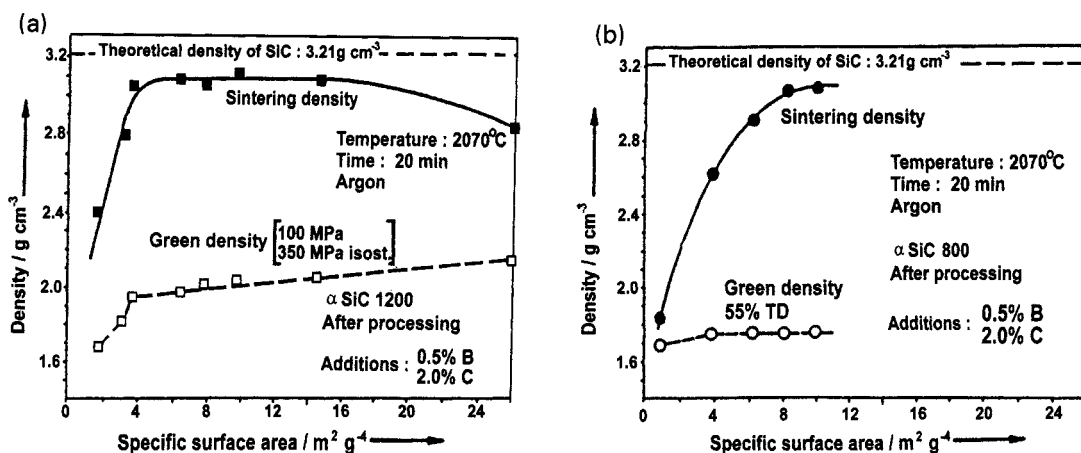 (a)
Theoretical density of SiC : 3.21g cm-3
3.2
2.8
2.4
2.0
1.6
Density / g cm-3
Sintering density
Temperature : 2070°C
Time : 20 min
Argon
Green density [100 MPa
350 MPa isost.]
α SiC 1200
After processing
Additions : 0.5% B
2.0% C
0 4 8 12 16 20 24
Specific surface area / m2 g-4
(b)
Theoretical density of SiC : 3.21g cm-3
3.2
2.8
2.4
2.0
1.6
Density / g cm-3
Sintering density
Temperature : 2070°C
Time : 20 min
Argon
α SiC 800
After processing
Green density
55% TD
Additions : 0.5% B
2.0% C
0 4 8 12 16 20 24
Specific surface area / m2 g-4